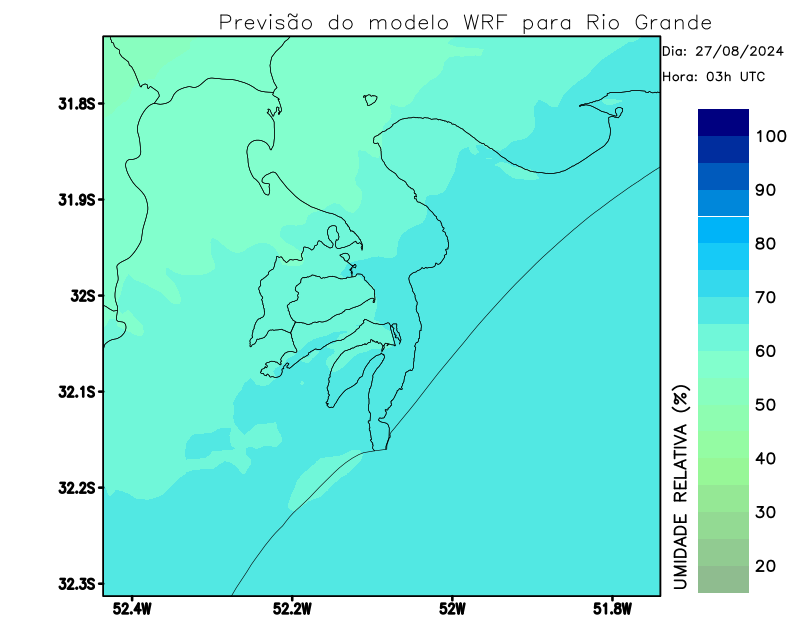 Previsão do modelo WRF para Rio Grande
Dia: 27/08/2024
Hora: 03h UTC
31.8S
31.9S
32S
32.1S
32.2S
32.3S
52.4W
52.2W
52W
51.8W
100
90
80
70
60
50
40
30
20
UMIDADE RELATIVA (%)